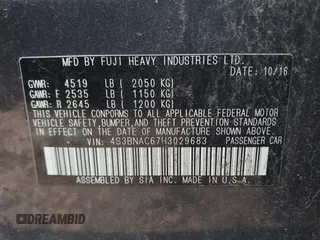 MFD BY FUJI HEAVY INDUSTRIES LTD.
DATE: 10/16
GVWR: 4519 LB ( 2050 KG)
GAWR: F 2535 LB ( 1150 KG)
GAWR: R 2645 LB ( 1200 KG)
THIS VEHICLE CONFORMS TO ALL APPLICABLE FEDERAL MOTOR
VEHICLE SAFETY, BUMPER, AND THEFT PREVENTION STANDARDS
IN EFFECT ON THE DATE OF MANUFACTURE SHOWN ABOVE.
VIN: 4S3BNAC67H3029683 PASSENGER CAR
ASSEMBLED BY SIA INC. IN U.S.A.
DREAMBID